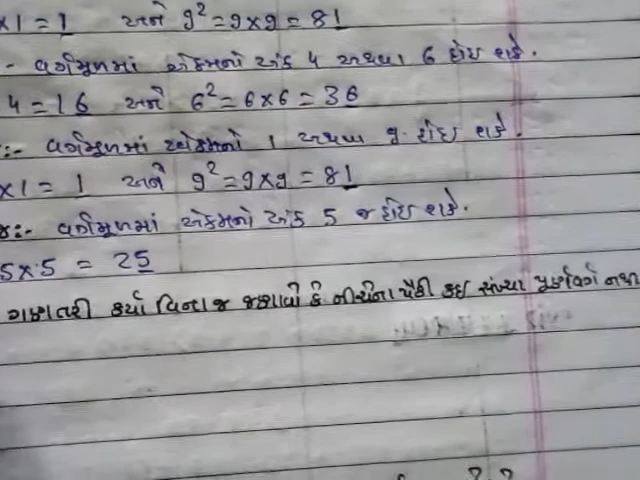 ×1 = 1 અને 9² = 9×9 = 81
- વર્ગમૂળમાં એકમનો અંક 4 અથવા 6 હોઇ શકે.
4 = 16 અને 6² = 6×6 = 36
:- વર્ગમૂળમાં એકમનો 1 અથવા 9 હોઇ શકે.
×1 = 1 અને 9² = 9×9 = 81
:- વર્ગમૂળમાં એકમનો અંક 5 જ હોઇ શકે.
5×5 = 25
ગણતરી કર્યા વિના જ જણાવો કે નીચેના પૈકી કઇ સંખ્યા પૂર્ણવર્ગ નથી